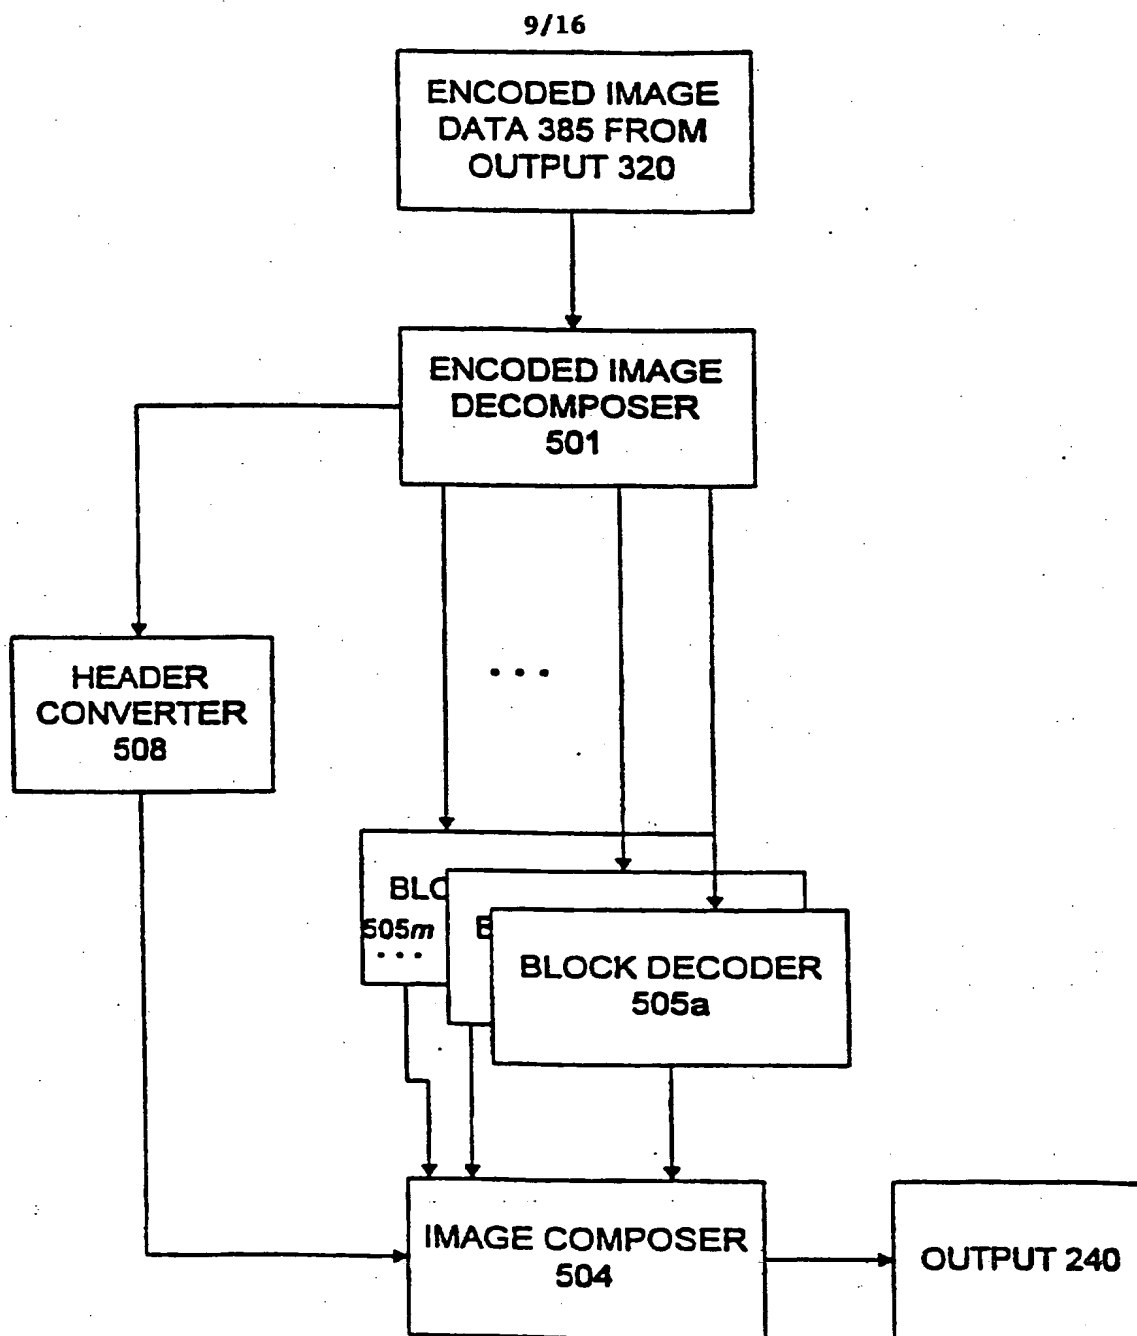 9/16
ENCODED IMAGE
DATA 385 FROM
OUTPUT 320
ENCODED IMAGE
DECOMPOSER
501
HEADER
CONVERTER
508
...
BLO
505m
...
B
BLOCK DECODER
505a
IMAGE COMPOSER
504
OUTPUT 240